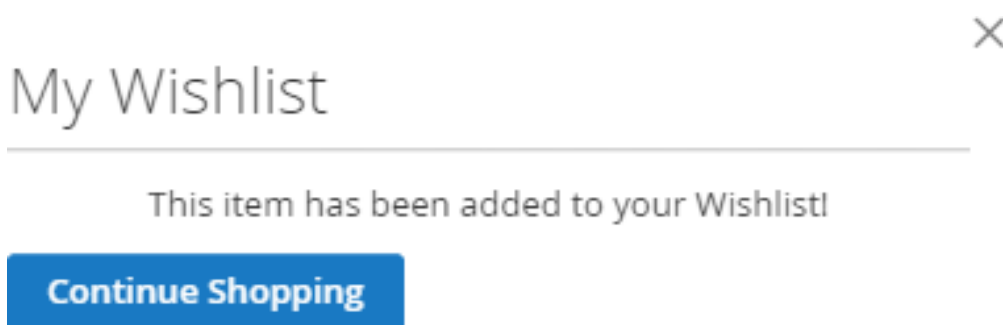 My Wishlist
This item has been added to your Wishlist!
Continue Shopping